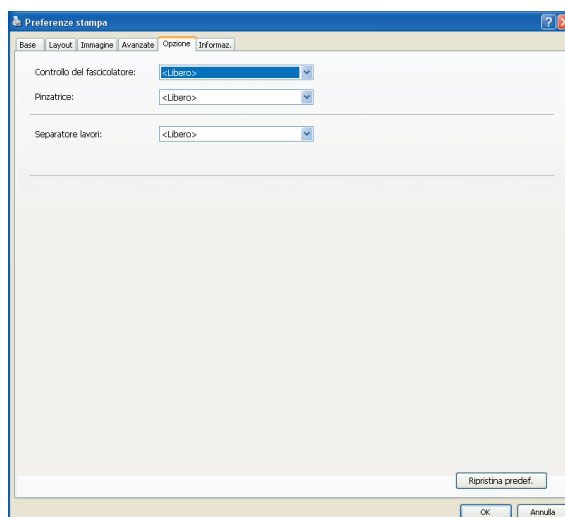 Preferenze stampa
Base Layout Immagine Avanzate Opzione Informaz.
Controllo del fascicolatore: <Libero>
Pinzatrice: <Libero>
Separatore lavori: <Libero>
Ripristina predef.
OK Annulla